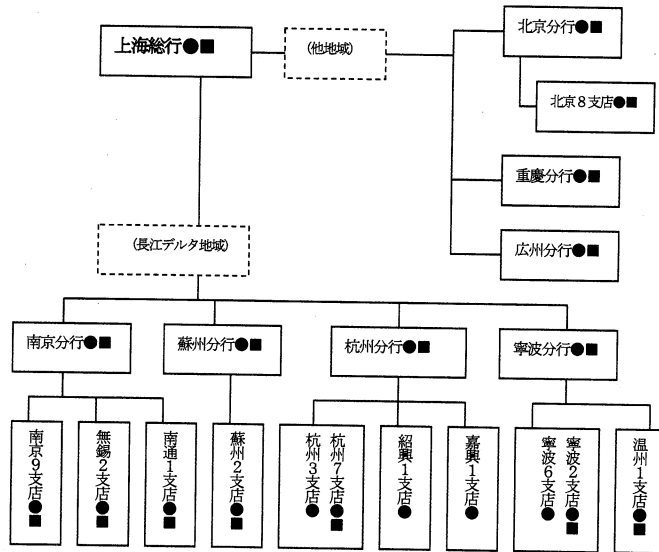 上海総行●■
(他地域)
北京分行●■
北京8支店●■
重慶分行●■
広州分行●■
(長江デルタ地域)
南京分行●■
蘇州分行●■
杭州分行●■
寧波分行●■
南京9支店●■
無錫2支店●■
南通1支店●■
蘇州2支店●■
杭州7支店●■
杭州3支店●
紹興1支店●
嘉興1支店●
寧波2支店●■
寧波6支店●
温州1支店●■